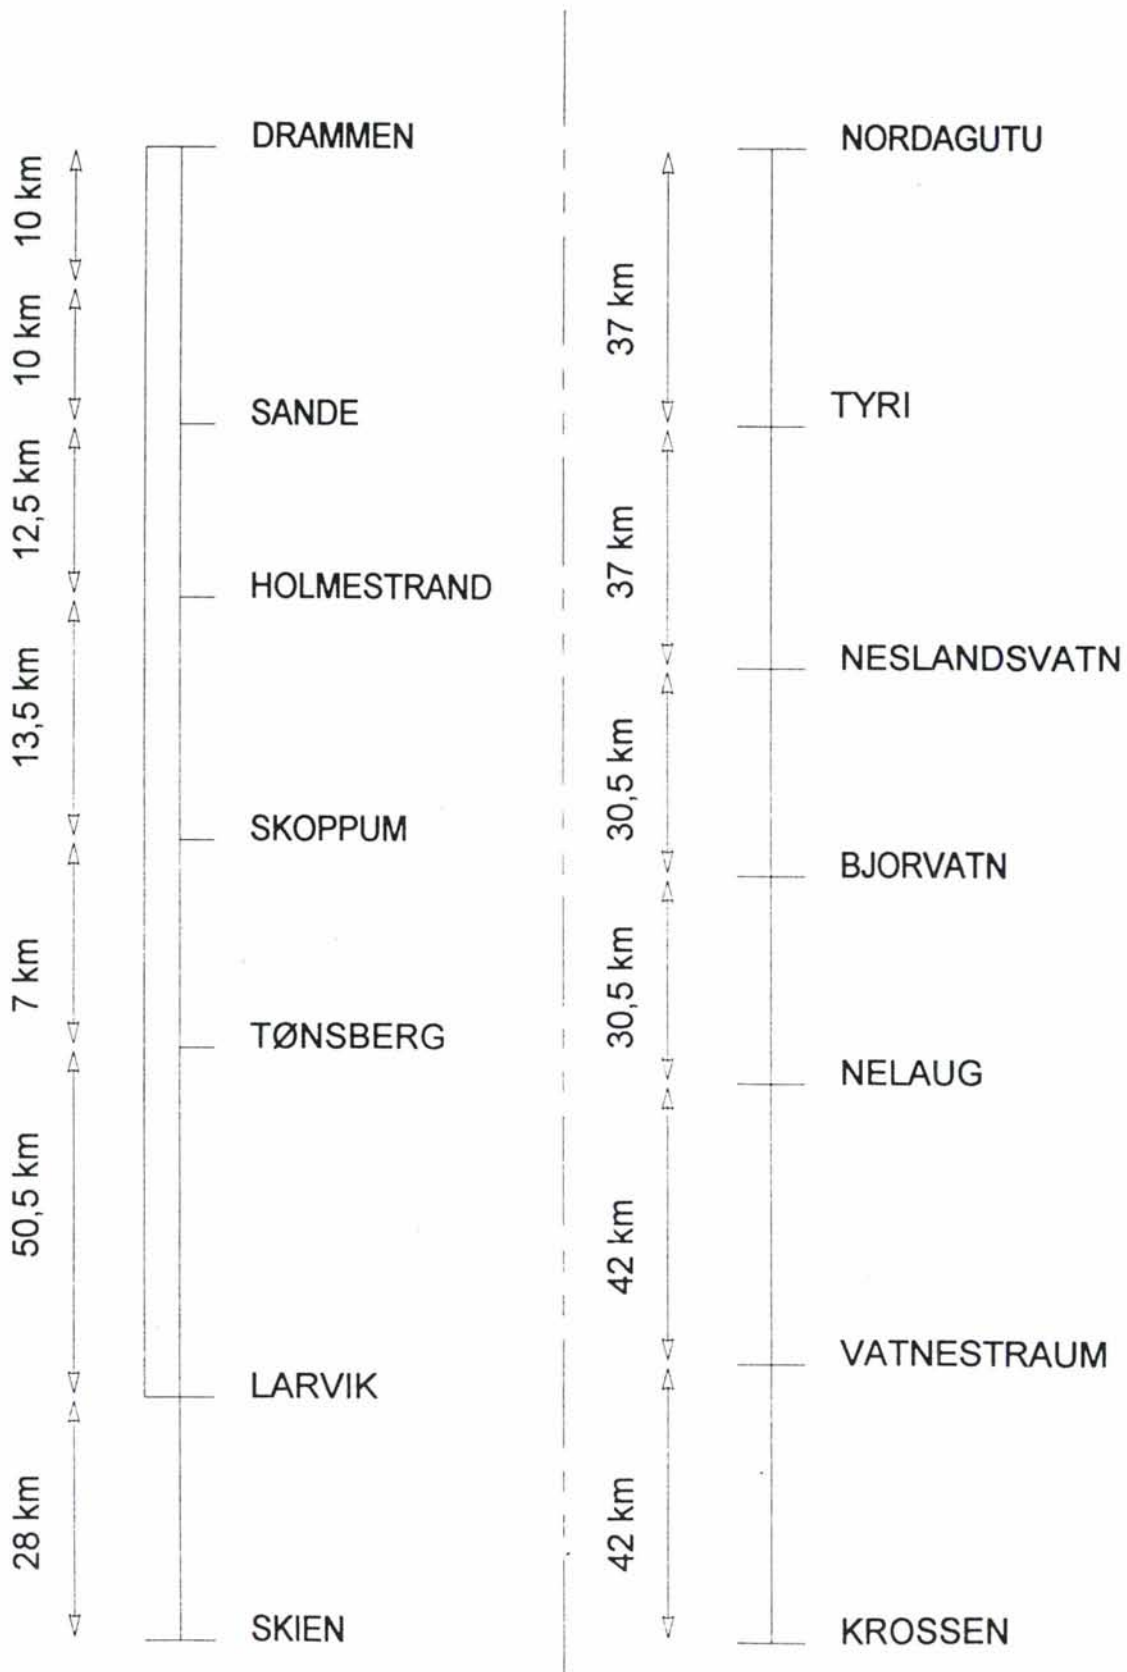 DRAMMEN
10 km
10 km
SANDE
12,5 km
HOLMESTRAND
13,5 km
SKOPPUM
7 km
TØNSBERG
50,5 km
LARVIK
28 km
SKIEN
NORDAGUTU
37 km
TYRI
37 km
NESLANDSVATN
30,5 km
BJORVATN
30,5 km
NELAUG
42 km
VATNESTRAUM
42 km
KROSSEN